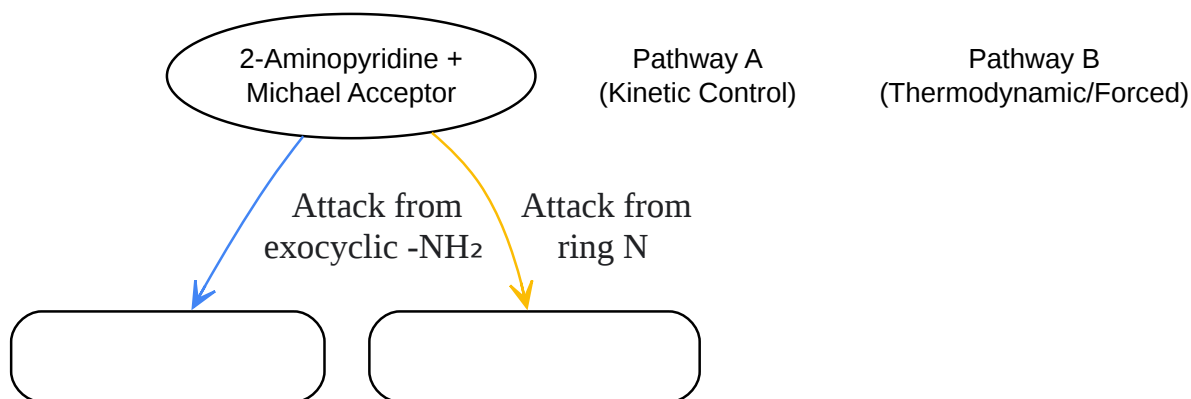 2-Aminopyridine +
Michael Acceptor
Pathway A
(Kinetic Control)
Pathway B
(Thermodynamic/Forced)
Attack from
exocyclic -NH₂
Attack from
ring N